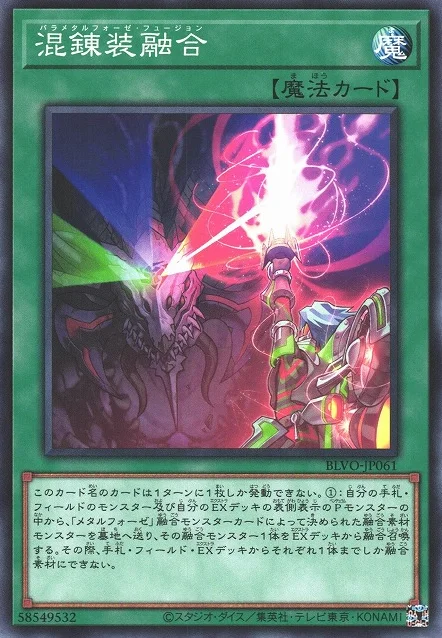 パラメタルフォーゼ・フュージョン
混錬装融合
魔
まほう
【魔法カード】
BLVO-JP061
このカード名のカードは1ターンに1枚しか発動できない。①:自分の手札・
フィールドのモンスター及び自分のEXデッキの表側表示のPモンスターの
中から、「メタルフォーゼ」融合モンスターカードによって決められた融合素材
モンスターを墓地へ送り、その融合モンスター1体をEXデッキから融合召喚
する。その際、手札・フィールド・EXデッキからそれぞれ1体までしか融合
素材にできない。
58549532
©スタジオ・ダイス/集英社・テレビ東京・KONAMI